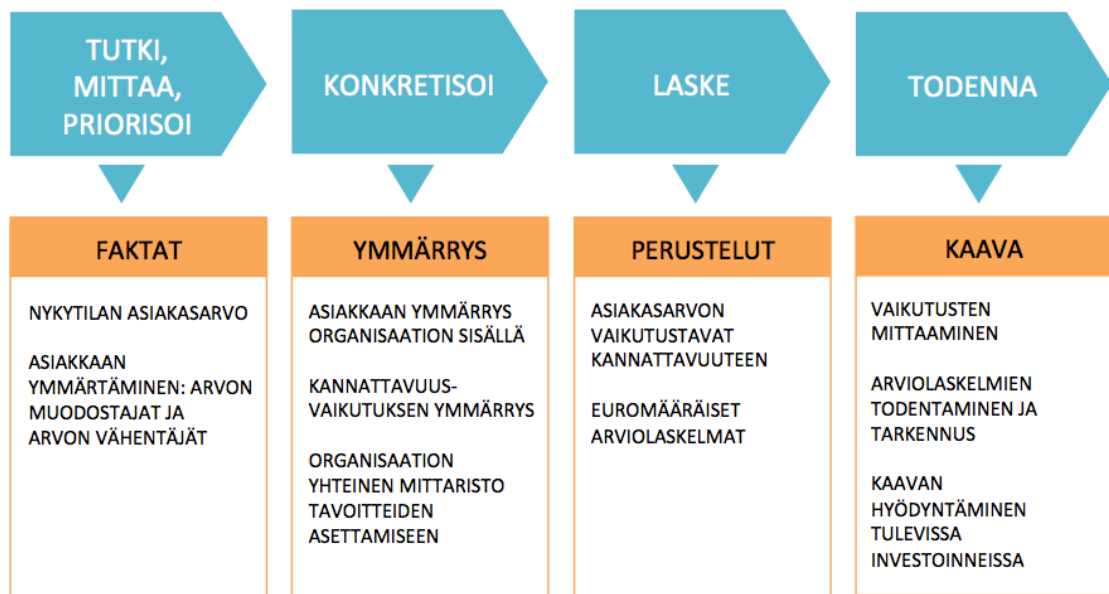 TUTKI,
MITTAA,
PRIORISOI
KONKRETISOI
LASKE
TODENNA
FAKTAT
NYKYTILAN ASIAKASARVO
ASIAKKAAN
YMMÄRTÄMINEN: ARVON
MUODOSTAJAT JA
ARVON VÄHENTÄJÄT
YMMÄRRYS
ASIAKKAAN YMMÄRRYS
ORGANISAATION SISÄLLÄ
KANNATTAVUUS-
VAIKUTUKSEN YMMÄRRYS
ORGANISAATION
YHTEINEN MITTARISTO
TAVOITTEIDEN
ASETTAMISEEN
PERUSTELUT
ASIAKASARVON
VAIKUTUSTAVAT
KANNATTAVUUTEEN
EUROMÄÄRÄISET
ARVIOLASKELMAT
KAAVA
VAIKUTUSTEN
MITTAAMINEN
ARVIOLASKELMIEN
TODENTAMINEN JA
TARKENNUS
KAAVAN
HYÖDYNTÄMINEN
TULEVISSA
INVESTOINNEISSA